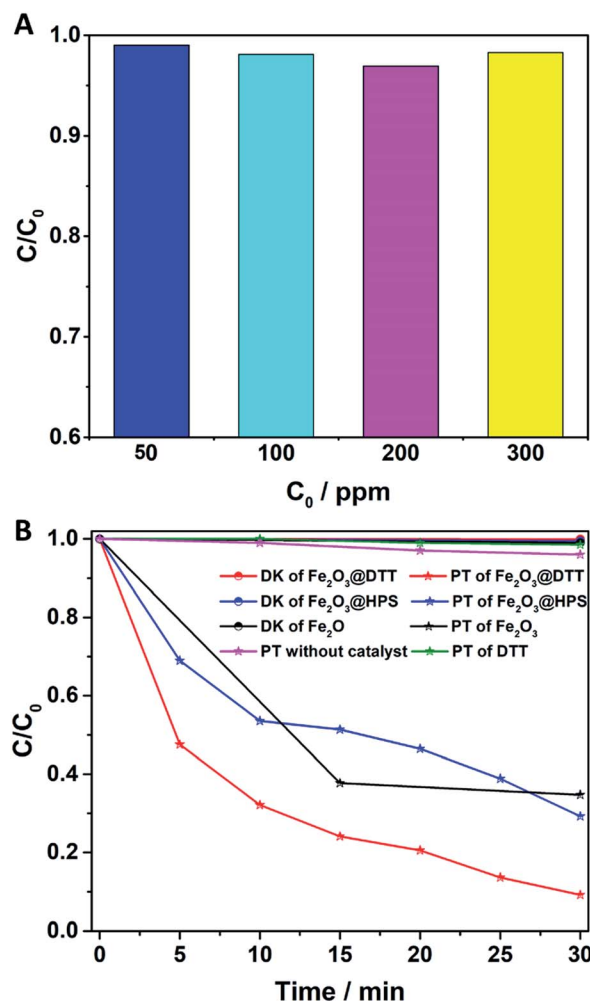 A
C/C₀
1.0
0.9
0.8
0.7
0.6
50 100 200 300
C₀ / ppm
B
C/C₀
1.0
0.8
0.6
0.4
0.2
0.0
DK of Fe₂O₃@DTT PT of Fe₂O₃@DTT
DK of Fe₂O₃@HPS PT of Fe₂O₃@HPS
DK of Fe₂O PT of Fe₂O₃
PT without catalyst PT of DTT
0 5 10 15 20 25 30
Time / min